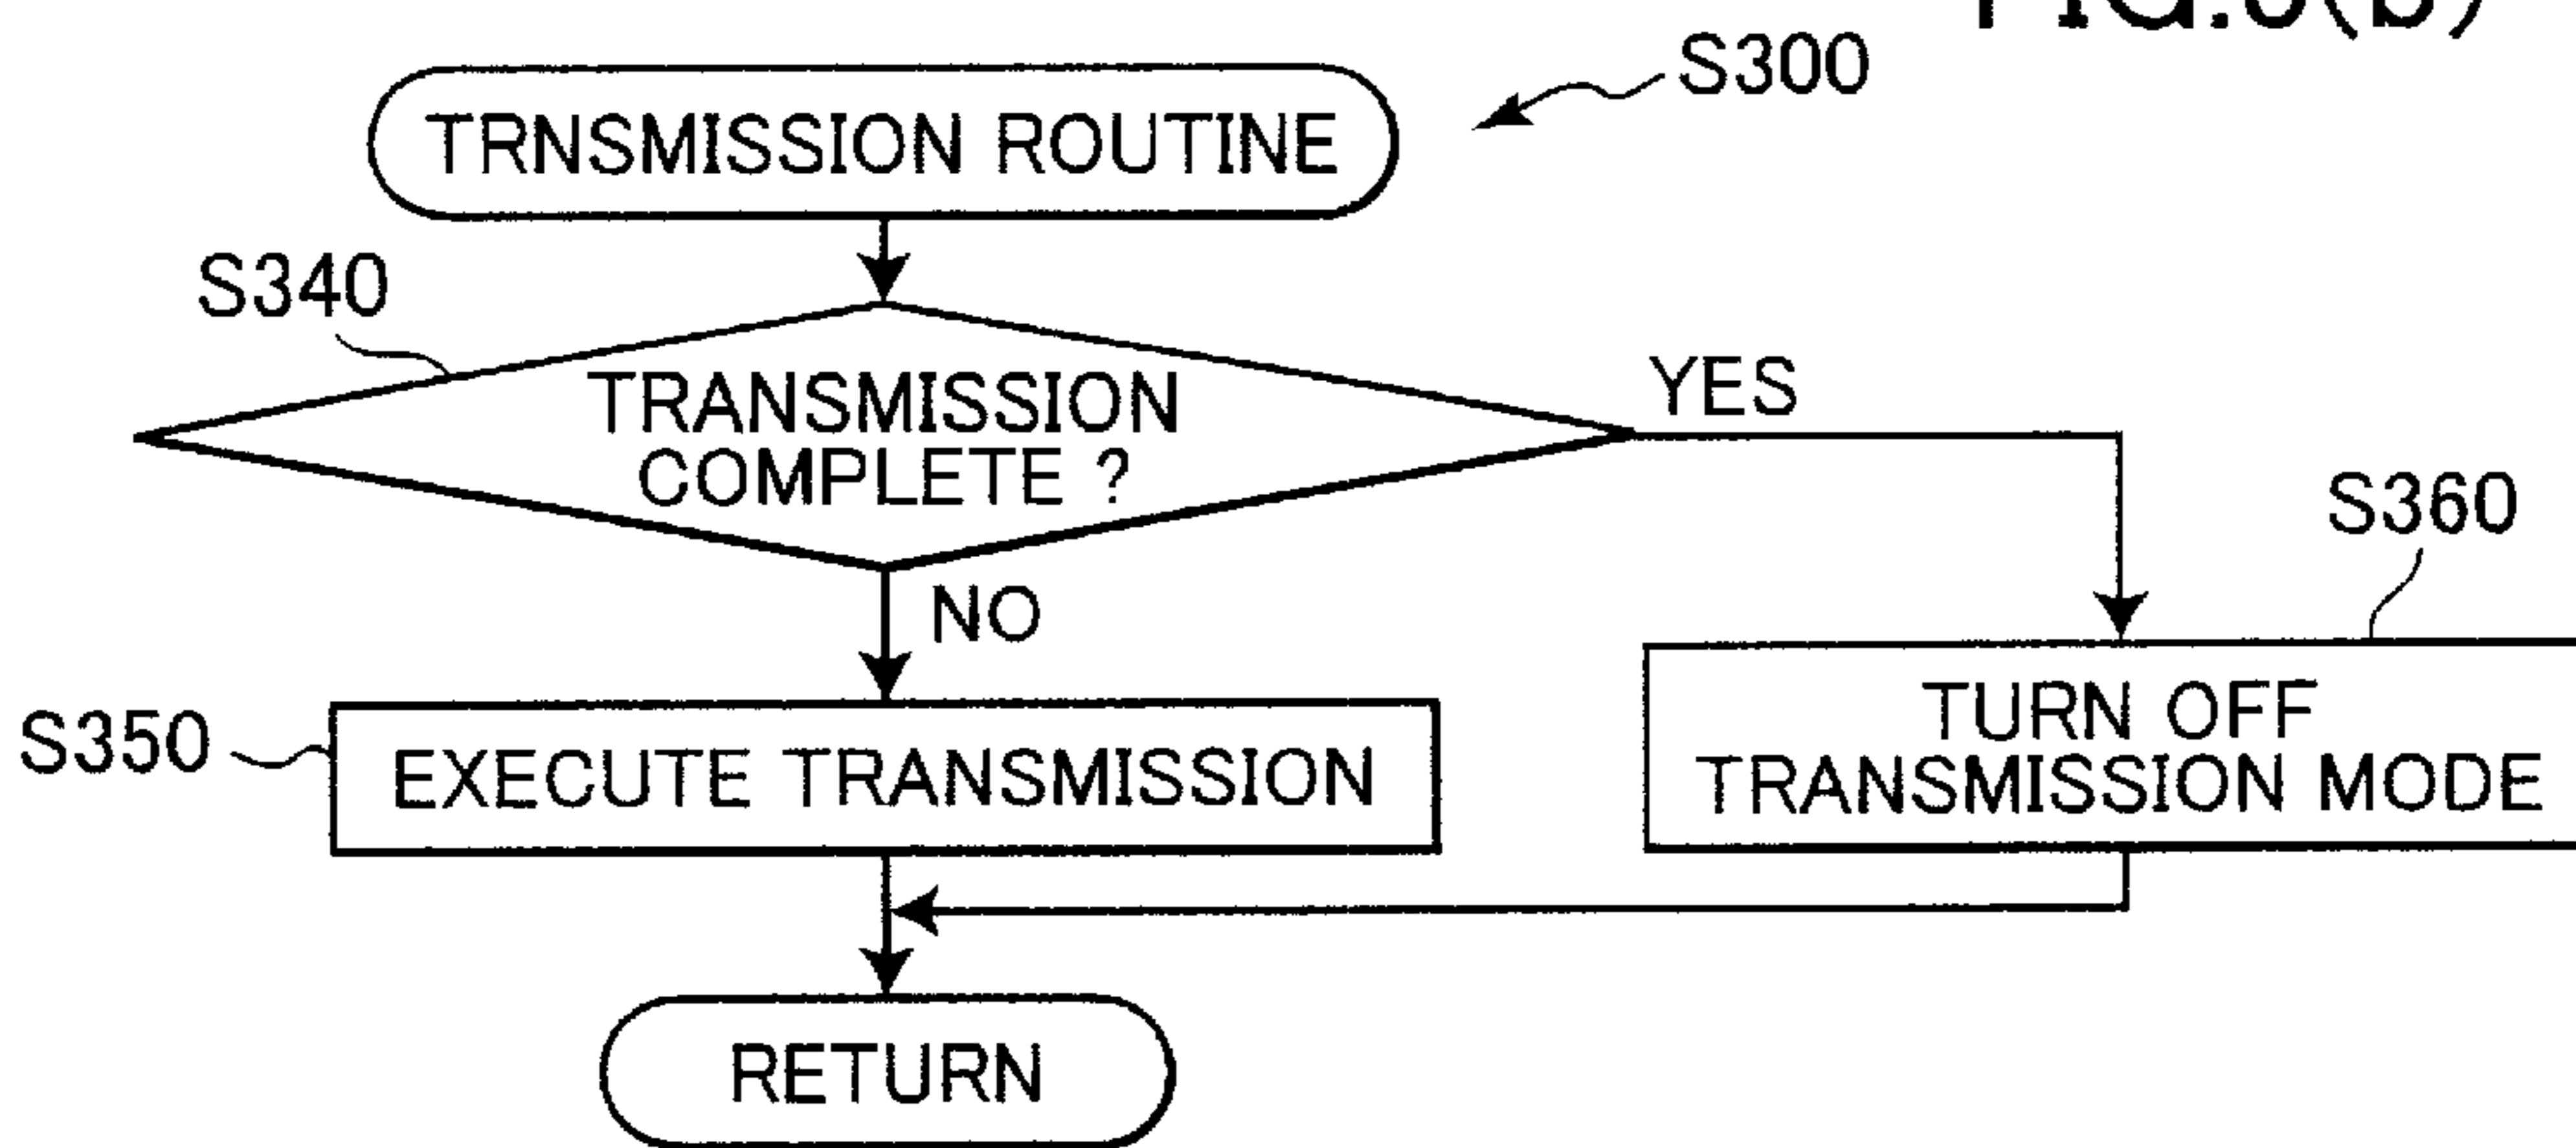 S300
TRNSMISSION ROUTINE
S340
TRANSMISSION
COMPLETE ?
YES
S360
NO
TURN OFF
TRANSMISSION MODE
S350
EXECUTE TRANSMISSION
RETURN